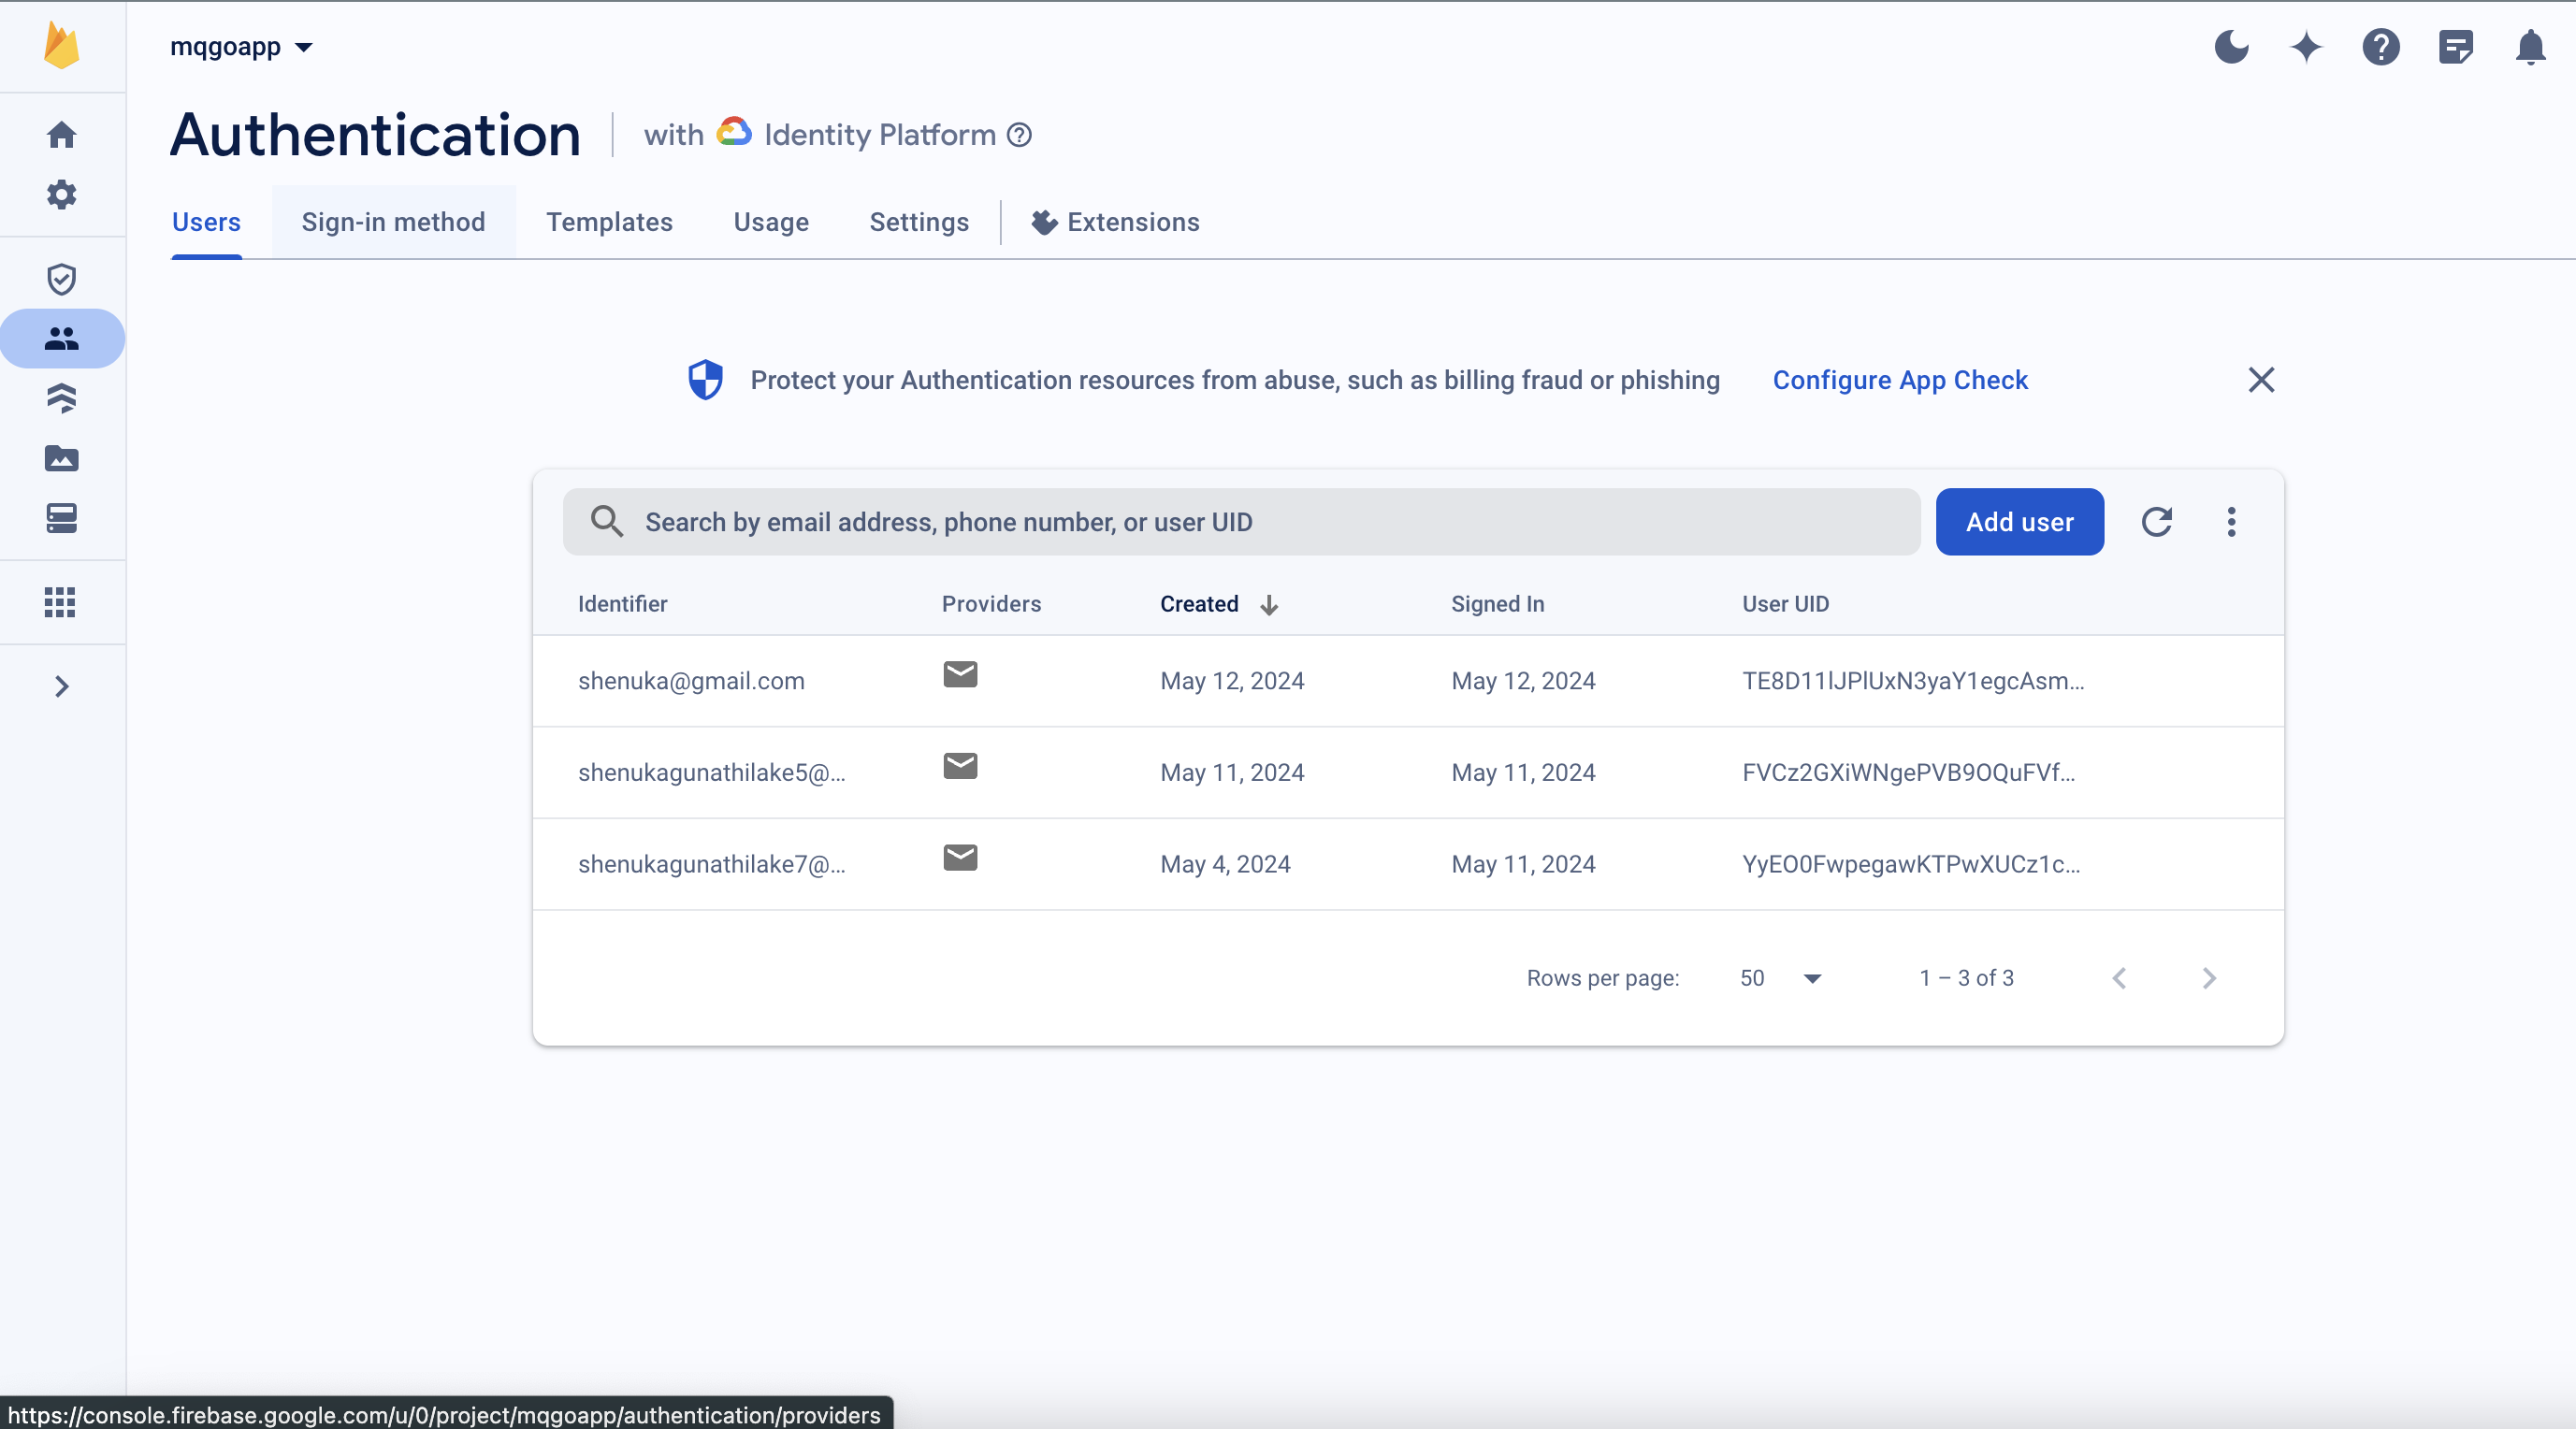 mqgoapp
Authentication
with Identity Platform
Users Sign-in method Templates Usage Settings Extensions
Protect your Authentication resources from abuse, such as billing fraud or phishing Configure App Check
Search by email address, phone number, or user UID Add user
Identifier Providers Created Signed In User UID
shenuka@gmail.com May 12, 2024 May 12, 2024 TE8D11lJPlUxN3yaY1egcAsm...
shenukagunathilake5@... May 11, 2024 May 11, 2024 FVCz2GXiWNgePVB9OQuFVf...
shenukagunathilake7@... May 4, 2024 May 11, 2024 YyEO0FwpegawKTPwXUCz1c...
Rows per page: 50 1 – 3 of 3
https://console.firebase.google.com/u/0/project/mqgoapp/authentication/providers